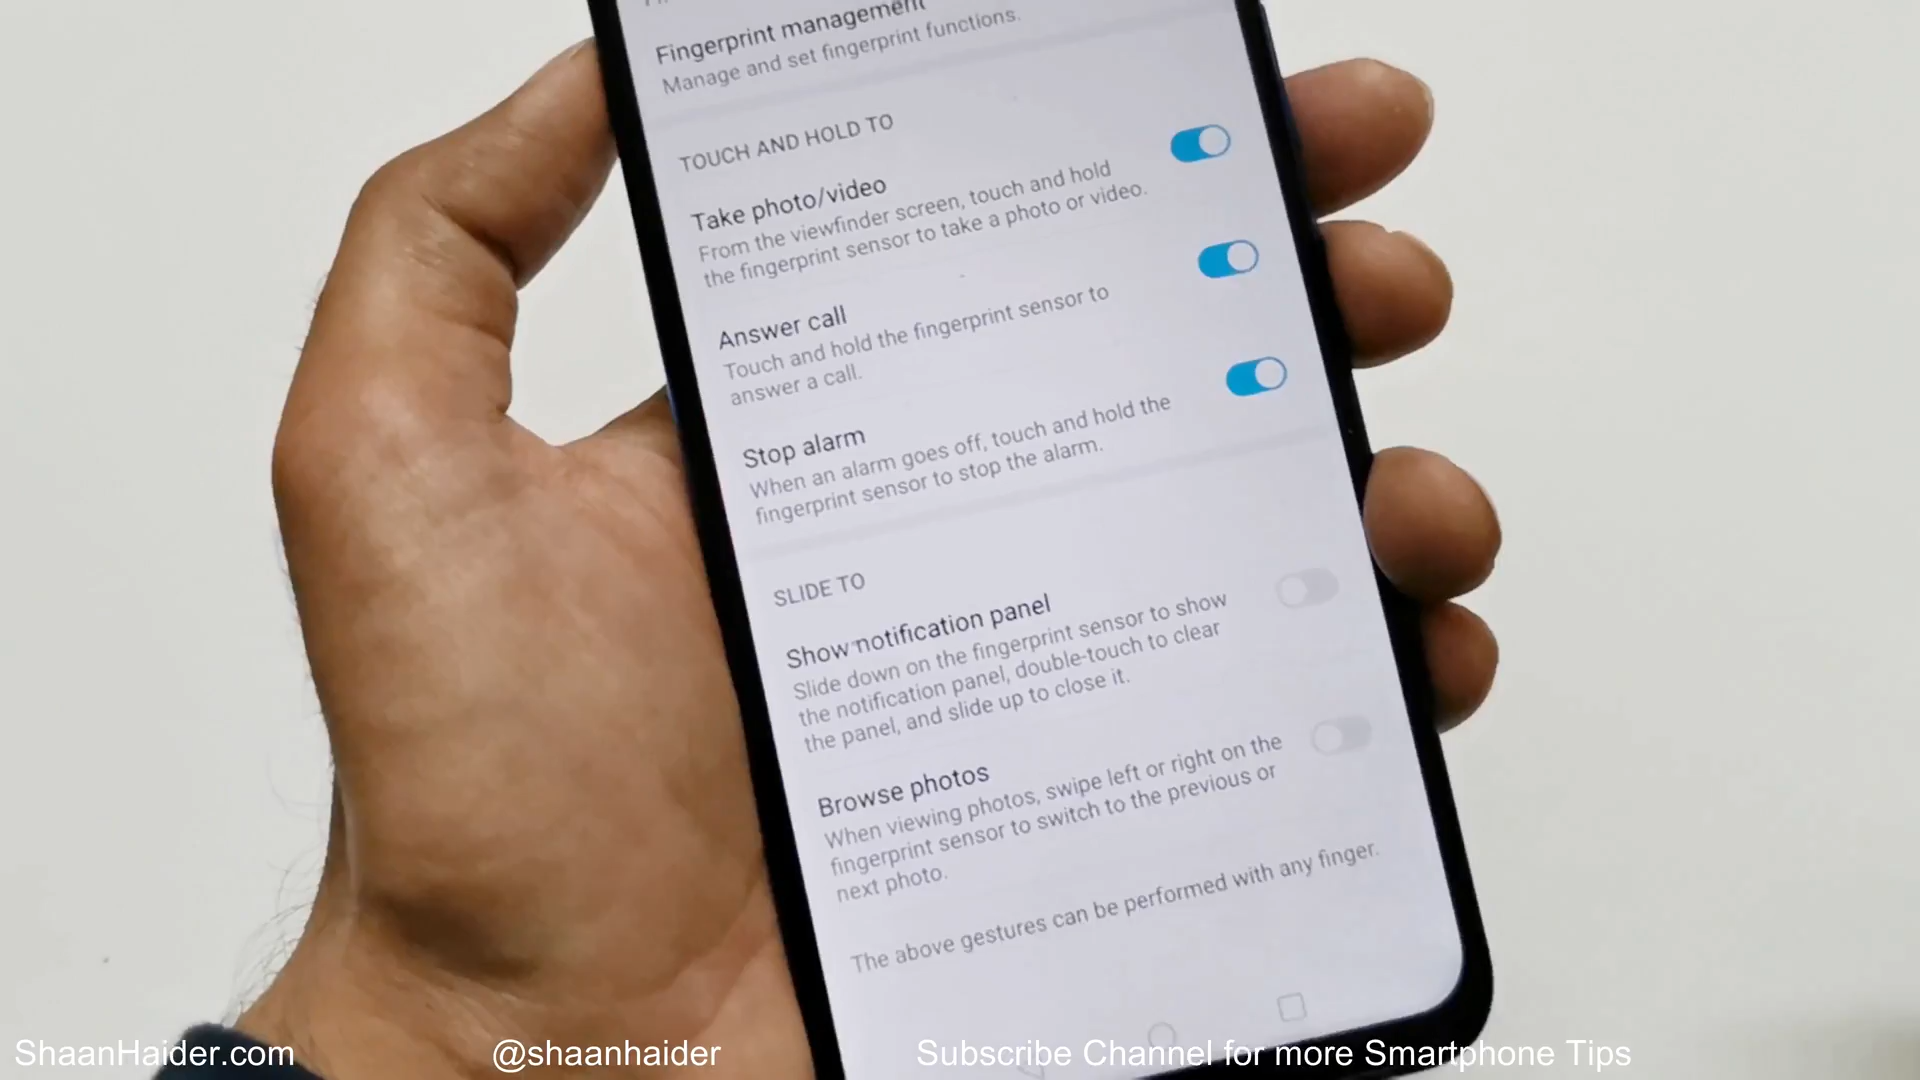 Fingerprint management
Manage and set fingerprint functions.
TOUCH AND HOLD TO
Take photo/video
From the viewfinder screen, touch and hold
the fingerprint sensor to take a photo or video.
Answer call
Touch and hold the fingerprint sensor to
answer a call.
Stop alarm
When an alarm goes off, touch and hold the
fingerprint sensor to stop the alarm.
SLIDE TO
Show notification panel
Slide down on the fingerprint sensor to show
the notification panel, double-touch to clear
the panel, and slide up to close it.
Browse photos
When viewing photos, swipe left or right on the
fingerprint sensor to switch to the previous or
next photo.
The above gestures can be performed with any finger.
ShaanHaider.com
@shaanhaider
Subscribe Channel for more Smartphone Tips